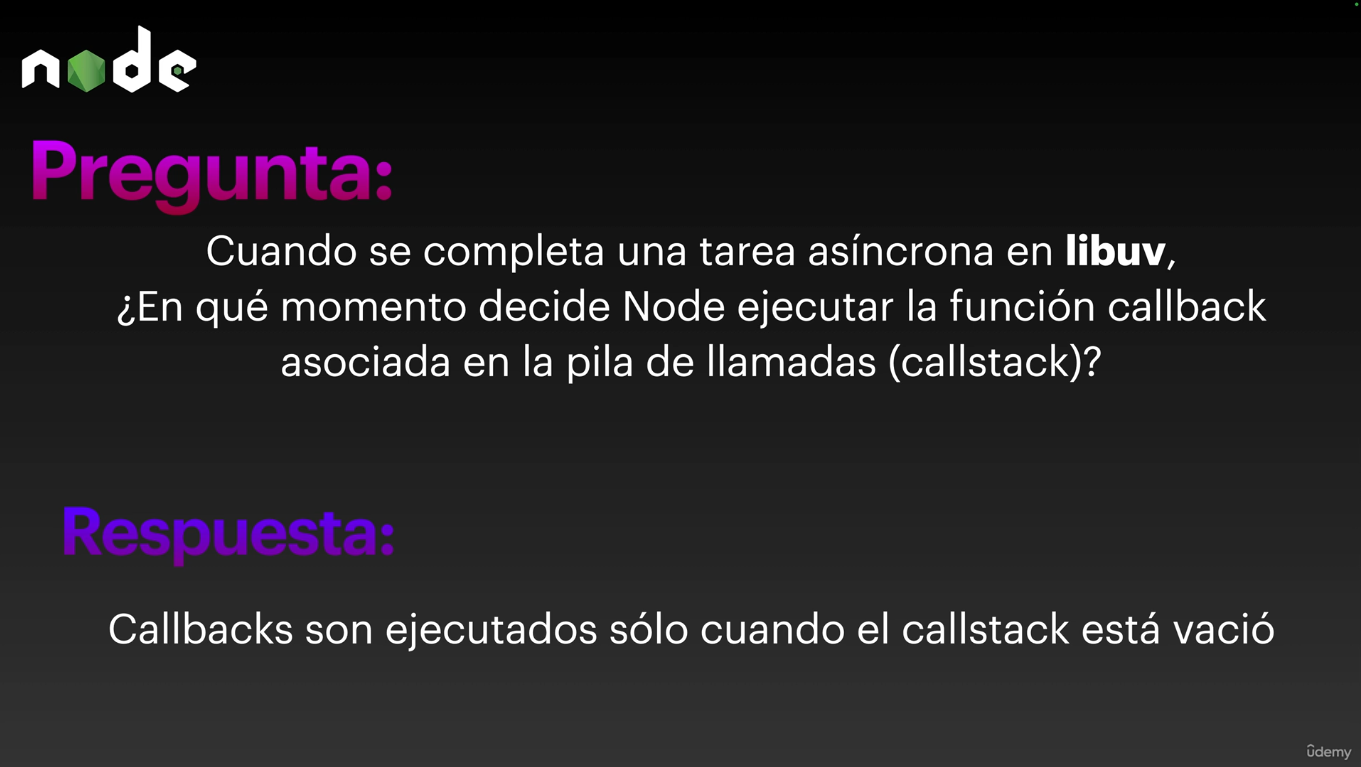 node
Pregunta:
Cuando se completa una tarea asíncrona en libuv,
¿En qué momento decide Node ejecutar la función callback
asociada en la pila de llamadas (callstack)?
Respuesta:
Callbacks son ejecutados sólo cuando el callstack está vació
udemy